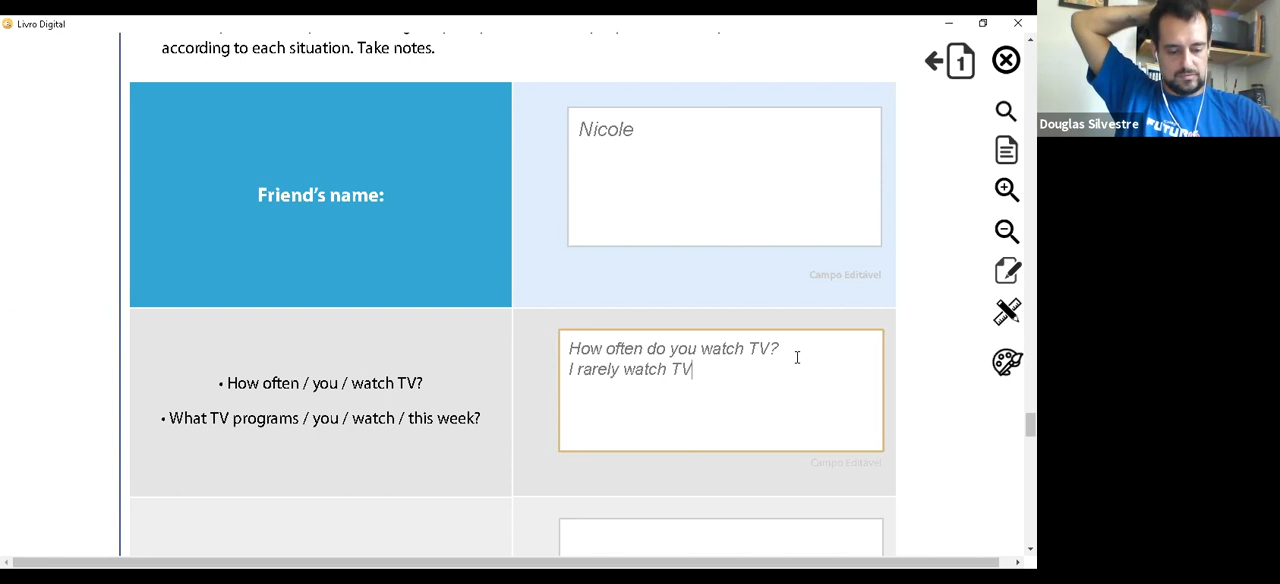 Livro Digital
according to each situation. Take notes.
1
Douglas Silvestre
FUTUR
Nicole
Friend's name:
Campo Editável
How often do you watch TV?
I rarely watch TV
• How often / you / watch TV?
• What TV programs / you / watch / this week?
Campo Editável